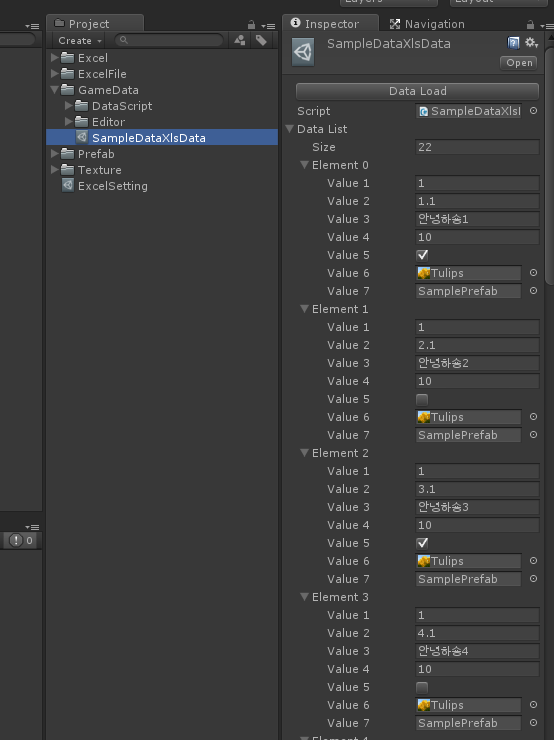 Layers
Layout
Project
Create
Excel
ExcelFile
GameData
DataScript
Editor
SampleDataXlsData
Prefab
Texture
ExcelSetting
0
Inspector
Navigation
SampleDataXlsData
Open
Data Load
Script SampleDataXlsI
Data List
Size 22
Element 0
Value 1 1
Value 2 1.1
Value 3 안녕하송1
Value 4 10
Value 5
Value 6 Tulips
Value 7 SamplePrefab
Element 1
Value 1 1
Value 2 2.1
Value 3 안녕하송2
Value 4 10
Value 5
Value 6 Tulips
Value 7 SamplePrefab
Element 2
Value 1 1
Value 2 3.1
Value 3 안녕하송3
Value 4 10
Value 5
Value 6 Tulips
Value 7 SamplePrefab
Element 3
Value 1 1
Value 2 4.1
Value 3 안녕하송4
Value 4 10
Value 5
Value 6 Tulips
Value 7 SamplePrefab
Element 4